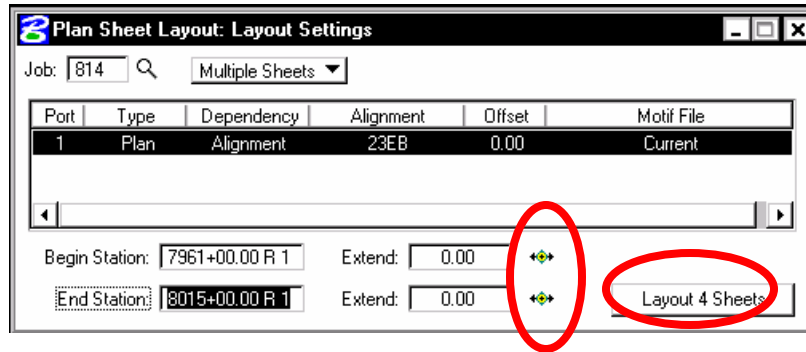 Plan Sheet Layout: Layout Settings
Job: 814 Multiple Sheets
Port Type Dependency Alignment Offset Motif File
1 Plan Alignment 23EB 0.00 Current
Begin Station: 7961+00.00 R 1 Extend: 0.00
End Station: 8015+00.00 R 1 Extend: 0.00 Layout 4 Sheets